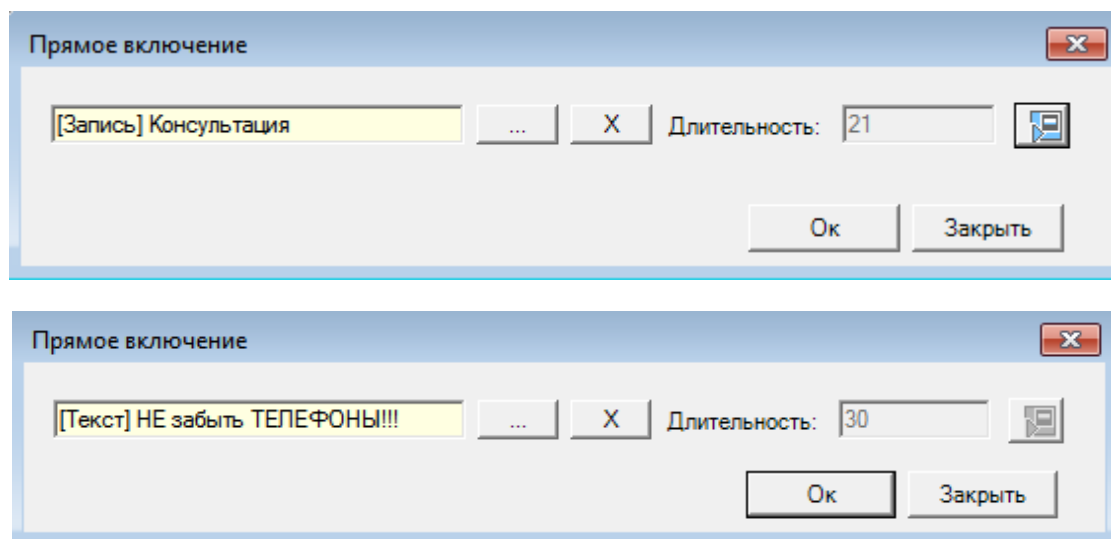 Прямое включение
[Запись] Консультация ... X Длительность: 21
Ок Закрыть
Прямое включение
[Текст] НЕ забыть ТЕЛЕФОНЫ!!! ... X Длительность: 30
Ок Закрыть